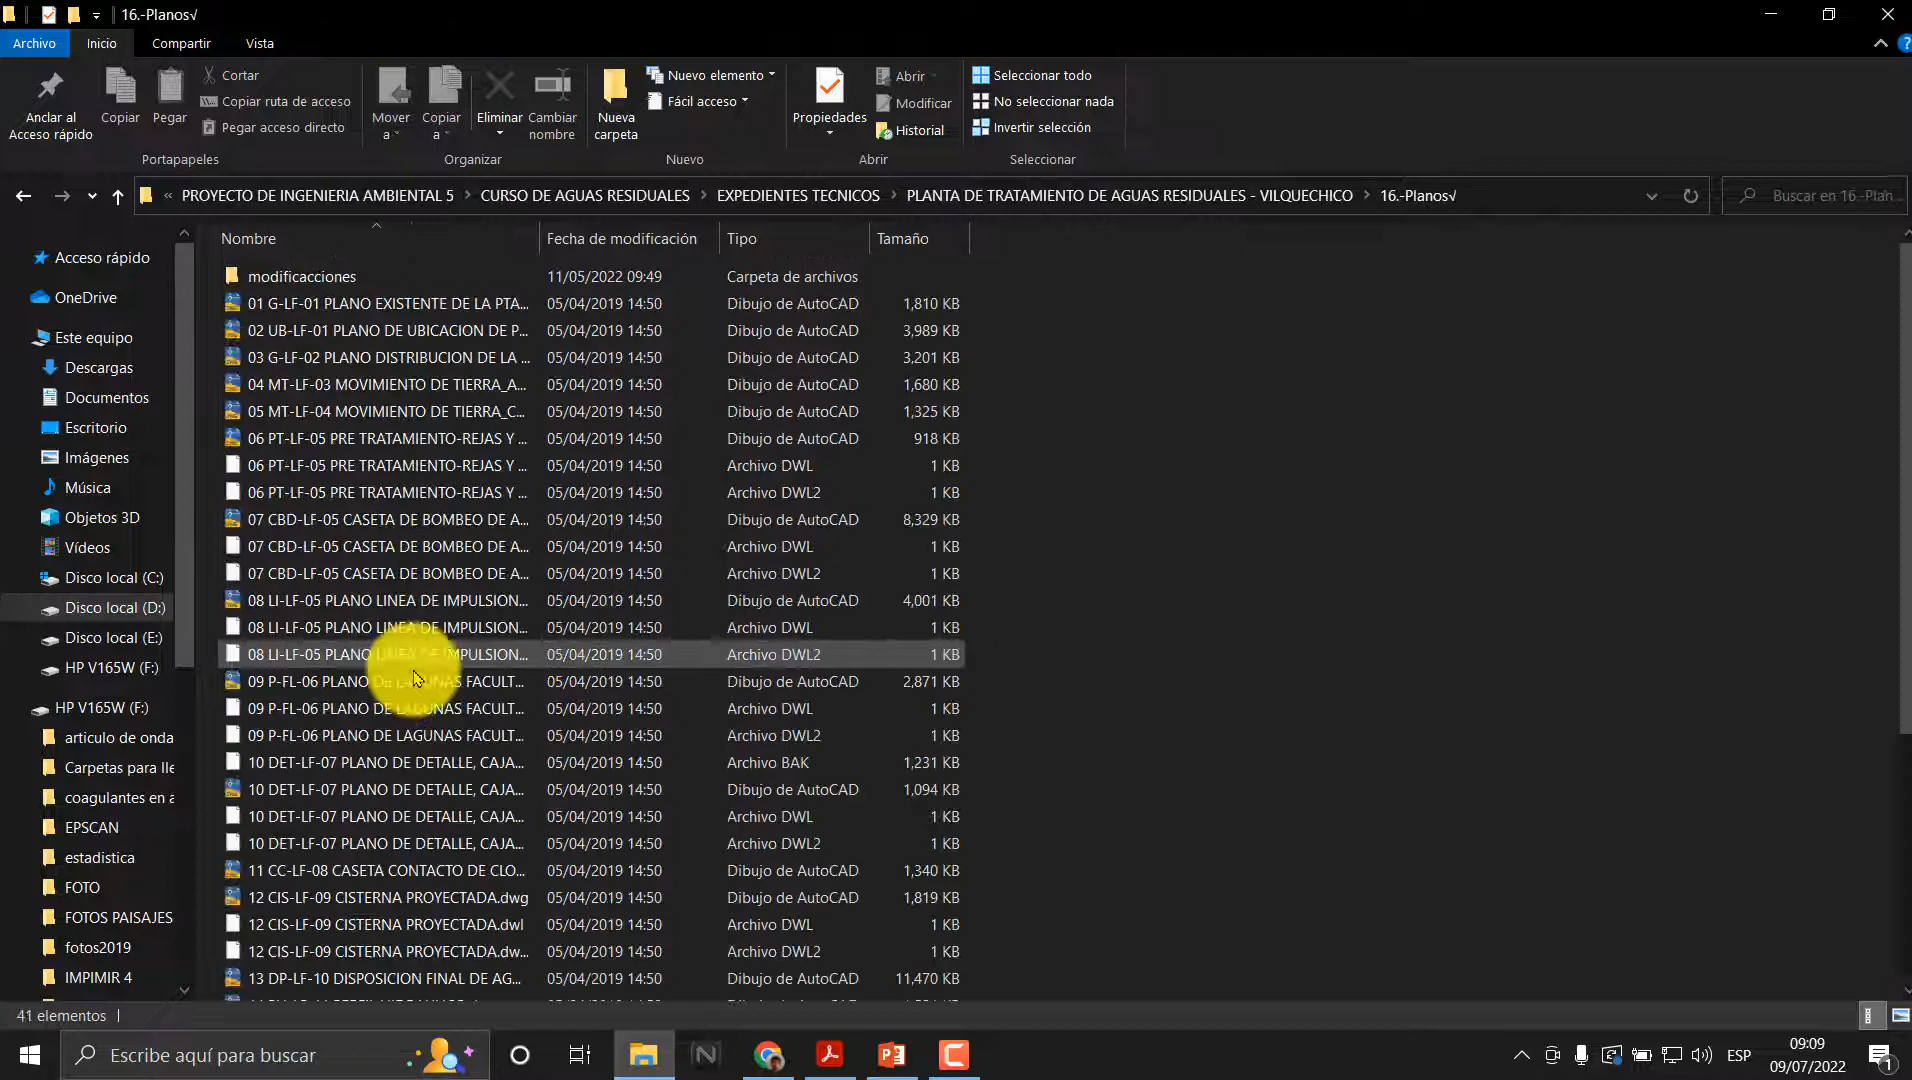 16.-Planos√
Archivo
Inicio
Compartir
Vista
Anclar al
Acceso rápido
Copiar
Pegar
Cortar
Copiar ruta de acceso
Pegar acceso directo
Portapapeles
Mover
a
Copiar
a
Eliminar
Cambiar
nombre
Organizar
Nueva
carpeta
Nuevo elemento
Fácil acceso
Nuevo
Propiedades
Abrir
Modificar
Historial
Abrir
Seleccionar todo
No seleccionar nada
Invertir selección
Seleccionar
« PROYECTO DE INGENIERIA AMBIENTAL 5 > CURSO DE AGUAS RESIDUALES > EXPEDIENTES TECNICOS > PLANTA DE TRATAMIENTO DE AGUAS RESIDUALES - VILQUECHICO > 16.-Planos√
Buscar en 16.-Plan
Acceso rápido
OneDrive
Este equipo
Descargas
Documentos
Escritorio
Imágenes
Música
Objetos 3D
Vídeos
Disco local (C:)
Disco local (D:)
Disco local (E:)
HP V165W (F:)
HP V165W (F:)
articulo de onda
Carpetas para lle
coagulantes en a
EPSCAN
estadistica
FOTO
FOTOS PAISAJES
fotos2019
IMPIMIR 4
Nombre Fecha de modificación Tipo Tamaño
modificacciones 11/05/2022 09:49 Carpeta de archivos
01 G-LF-01 PLANO EXISTENTE DE LA PTA... 05/04/2019 14:50 Dibujo de AutoCAD 1,810 KB
02 UB-LF-01 PLANO DE UBICACION DE P... 05/04/2019 14:50 Dibujo de AutoCAD 3,989 KB
03 G-LF-02 PLANO DISTRIBUCION DE LA ... 05/04/2019 14:50 Dibujo de AutoCAD 3,201 KB
04 MT-LF-03 MOVIMIENTO DE TIERRA_A... 05/04/2019 14:50 Dibujo de AutoCAD 1,680 KB
05 MT-LF-04 MOVIMIENTO DE TIERRA_C... 05/04/2019 14:50 Dibujo de AutoCAD 1,325 KB
06 PT-LF-05 PRE TRATAMIENTO-REJAS Y ... 05/04/2019 14:50 Dibujo de AutoCAD 918 KB
06 PT-LF-05 PRE TRATAMIENTO-REJAS Y ... 05/04/2019 14:50 Archivo DWL 1 KB
06 PT-LF-05 PRE TRATAMIENTO-REJAS Y ... 05/04/2019 14:50 Archivo DWL2 1 KB
07 CBD-LF-05 CASETA DE BOMBEO DE A... 05/04/2019 14:50 Dibujo de AutoCAD 8,329 KB
07 CBD-LF-05 CASETA DE BOMBEO DE A... 05/04/2019 14:50 Archivo DWL 1 KB
07 CBD-LF-05 CASETA DE BOMBEO DE A... 05/04/2019 14:50 Archivo DWL2 1 KB
08 LI-LF-05 PLANO LINEA DE IMPULSION... 05/04/2019 14:50 Dibujo de AutoCAD 4,001 KB
08 LI-LF-05 PLANO LINEA DE IMPULSION... 05/04/2019 14:50 Archivo DWL 1 KB
08 LI-LF-05 PLANO LINEA DE IMPULSION... 05/04/2019 14:50 Archivo DWL2 1 KB
09 P-FL-06 PLANO DE LAGUNAS FACULT... 05/04/2019 14:50 Dibujo de AutoCAD 2,871 KB
09 P-FL-06 PLANO DE LAGUNAS FACULT... 05/04/2019 14:50 Archivo DWL 1 KB
09 P-FL-06 PLANO DE LAGUNAS FACULT... 05/04/2019 14:50 Archivo DWL2 1 KB
10 DET-LF-07 PLANO DE DETALLE, CAJA... 05/04/2019 14:50 Archivo BAK 1,231 KB
10 DET-LF-07 PLANO DE DETALLE, CAJA... 05/04/2019 14:50 Dibujo de AutoCAD 1,094 KB
10 DET-LF-07 PLANO DE DETALLE, CAJA... 05/04/2019 14:50 Archivo DWL 1 KB
10 DET-LF-07 PLANO DE DETALLE, CAJA... 05/04/2019 14:50 Archivo DWL2 1 KB
11 CC-LF-08 CASETA CONTACTO DE CLO... 05/04/2019 14:50 Dibujo de AutoCAD 1,340 KB
12 CIS-LF-09 CISTERNA PROYECTADA.dwg 05/04/2019 14:50 Dibujo de AutoCAD 1,819 KB
12 CIS-LF-09 CISTERNA PROYECTADA.dwl 05/04/2019 14:50 Archivo DWL 1 KB
12 CIS-LF-09 CISTERNA PROYECTADA.dw... 05/04/2019 14:50 Archivo DWL2 1 KB
13 DP-LF-10 DISPOSICION FINAL DE AG... 05/04/2019 14:50 Dibujo de AutoCAD 11,470 KB
41 elementos
Escribe aquí para buscar
ESP
09:09
09/07/2022
1